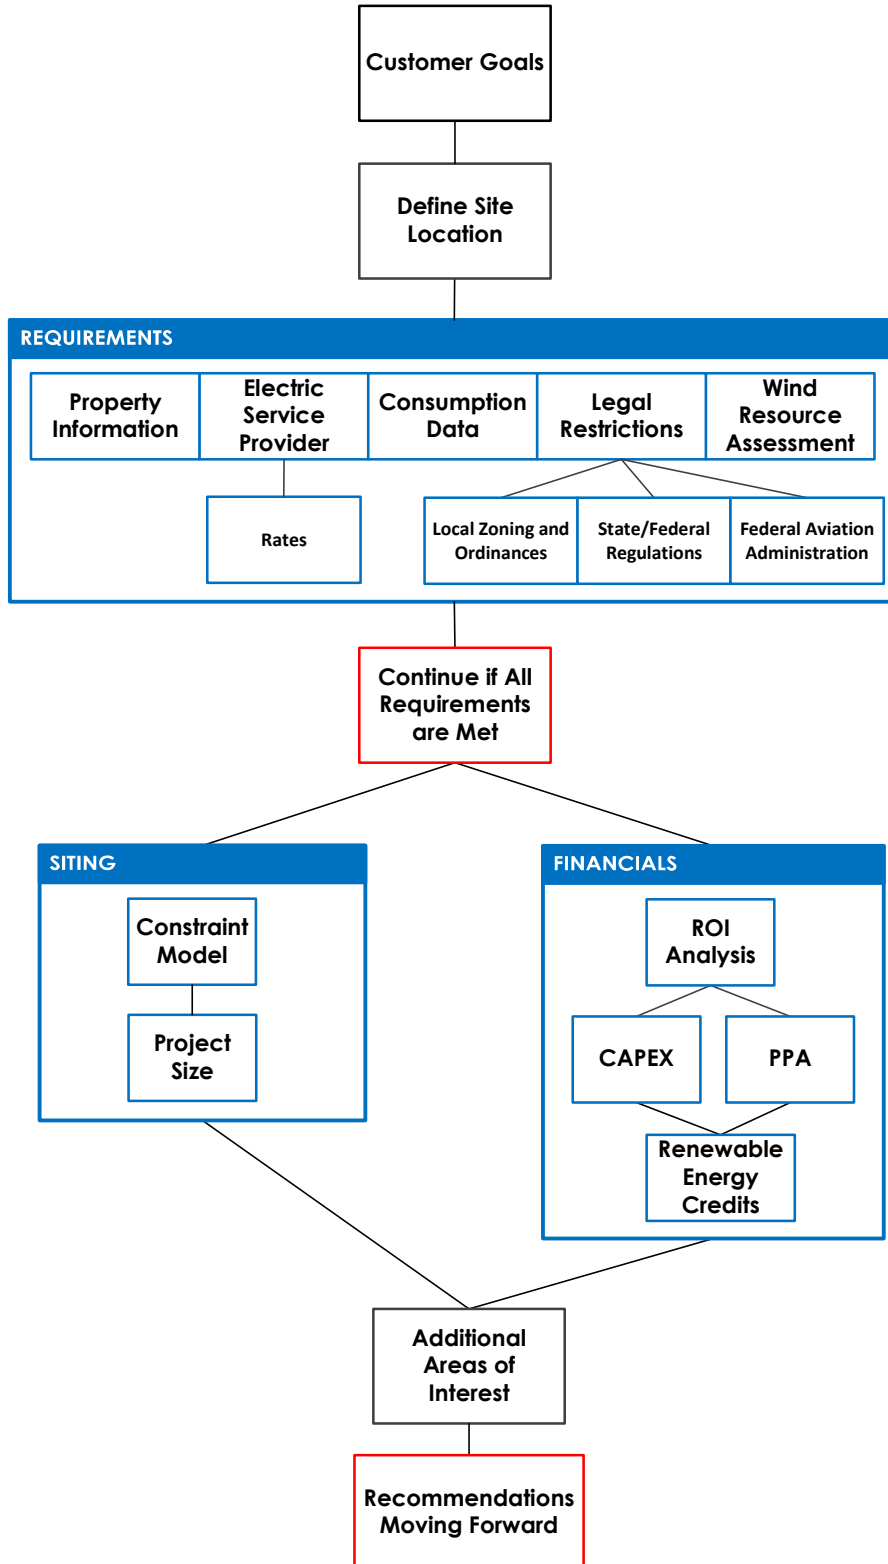 Customer Goals
Define Site
Location
REQUIREMENTS
Property
Information
Electric
Service
Provider
Consumption
Data
Legal
Restrictions
Wind
Resource
Assessment
Rates
Local Zoning and
Ordinances
State/Federal
Regulations
Federal Aviation
Administration
Continue if All
Requirements
are Met
SITING
Constraint
Model
Project
Size
FINANCIALS
ROI
Analysis
CAPEX
PPA
Renewable
Energy
Credits
Additional
Areas of
Interest
Recommendations
Moving Forward